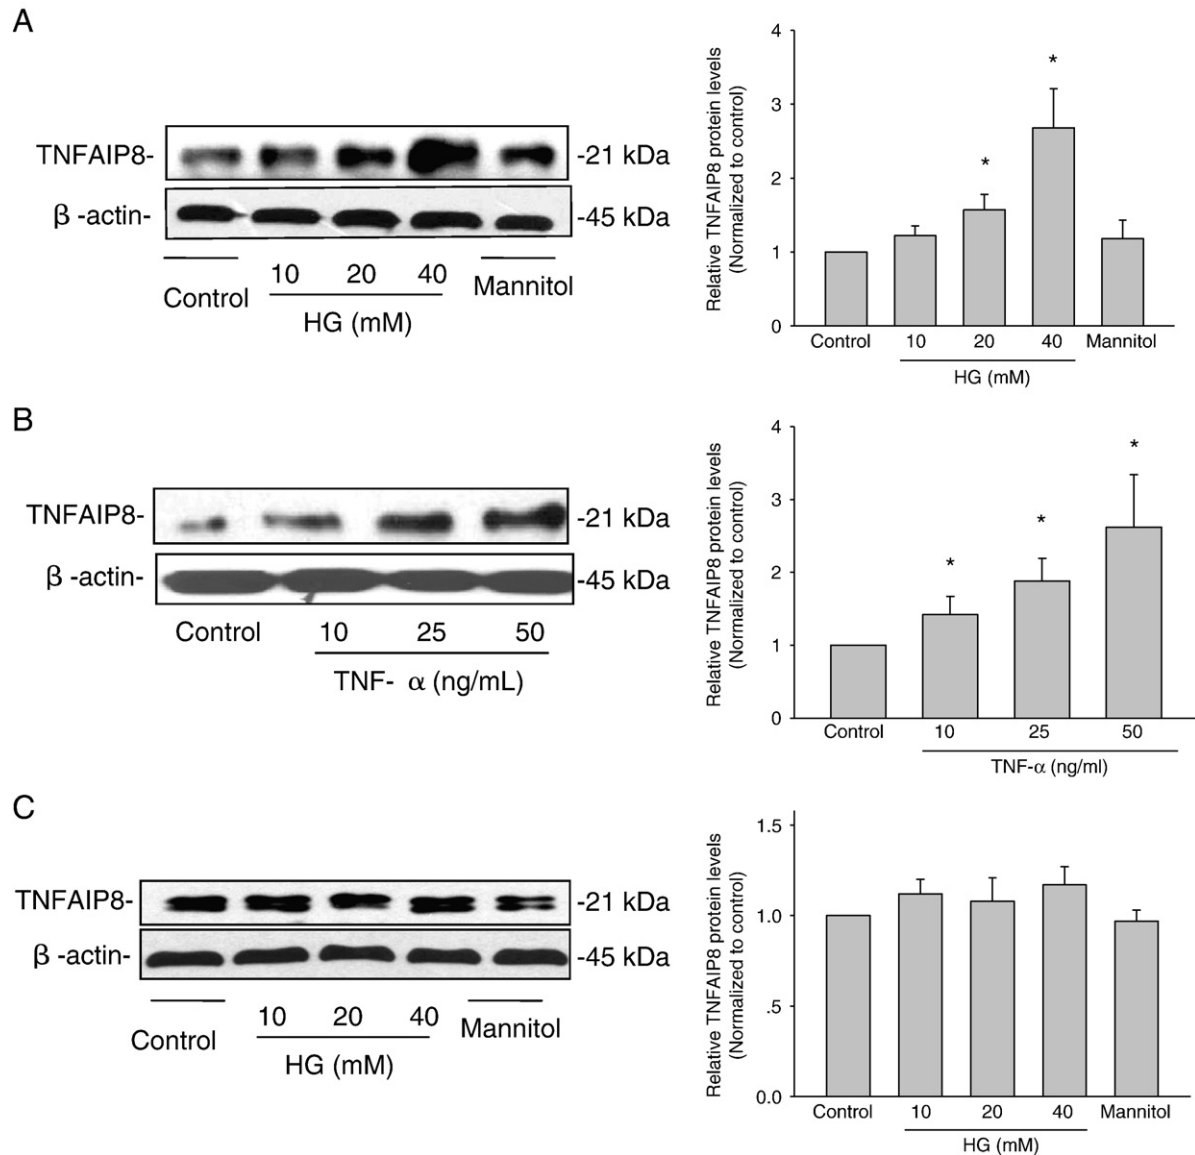 A
TNFAIP8-
-21 kDa
β -actin-
-45 kDa
Control
10 20 40
Mannitol
HG (mM)
Relative TNFAIP8 protein levels
(Normalized to control)
4
3
2
1
0
*
*
Control 10 20 40 Mannitol
HG (mM)
B
TNFAIP8-
-21 kDa
β -actin-
-45 kDa
Control 10 25 50
TNF- α (ng/mL)
Relative TNFAIP8 protein levels
(Normalized to control)
4
3
2
1
0
*
*
*
Control 10 25 50
TNF-α (ng/ml)
C
TNFAIP8-
-21 kDa
β -actin-
-45 kDa
Control
10 20 40
Mannitol
HG (mM)
Relative TNFAIP8 protein levels
(Normalized to control)
1.5
1.0
.5
0.0
Control 10 20 40 Mannitol
HG (mM)